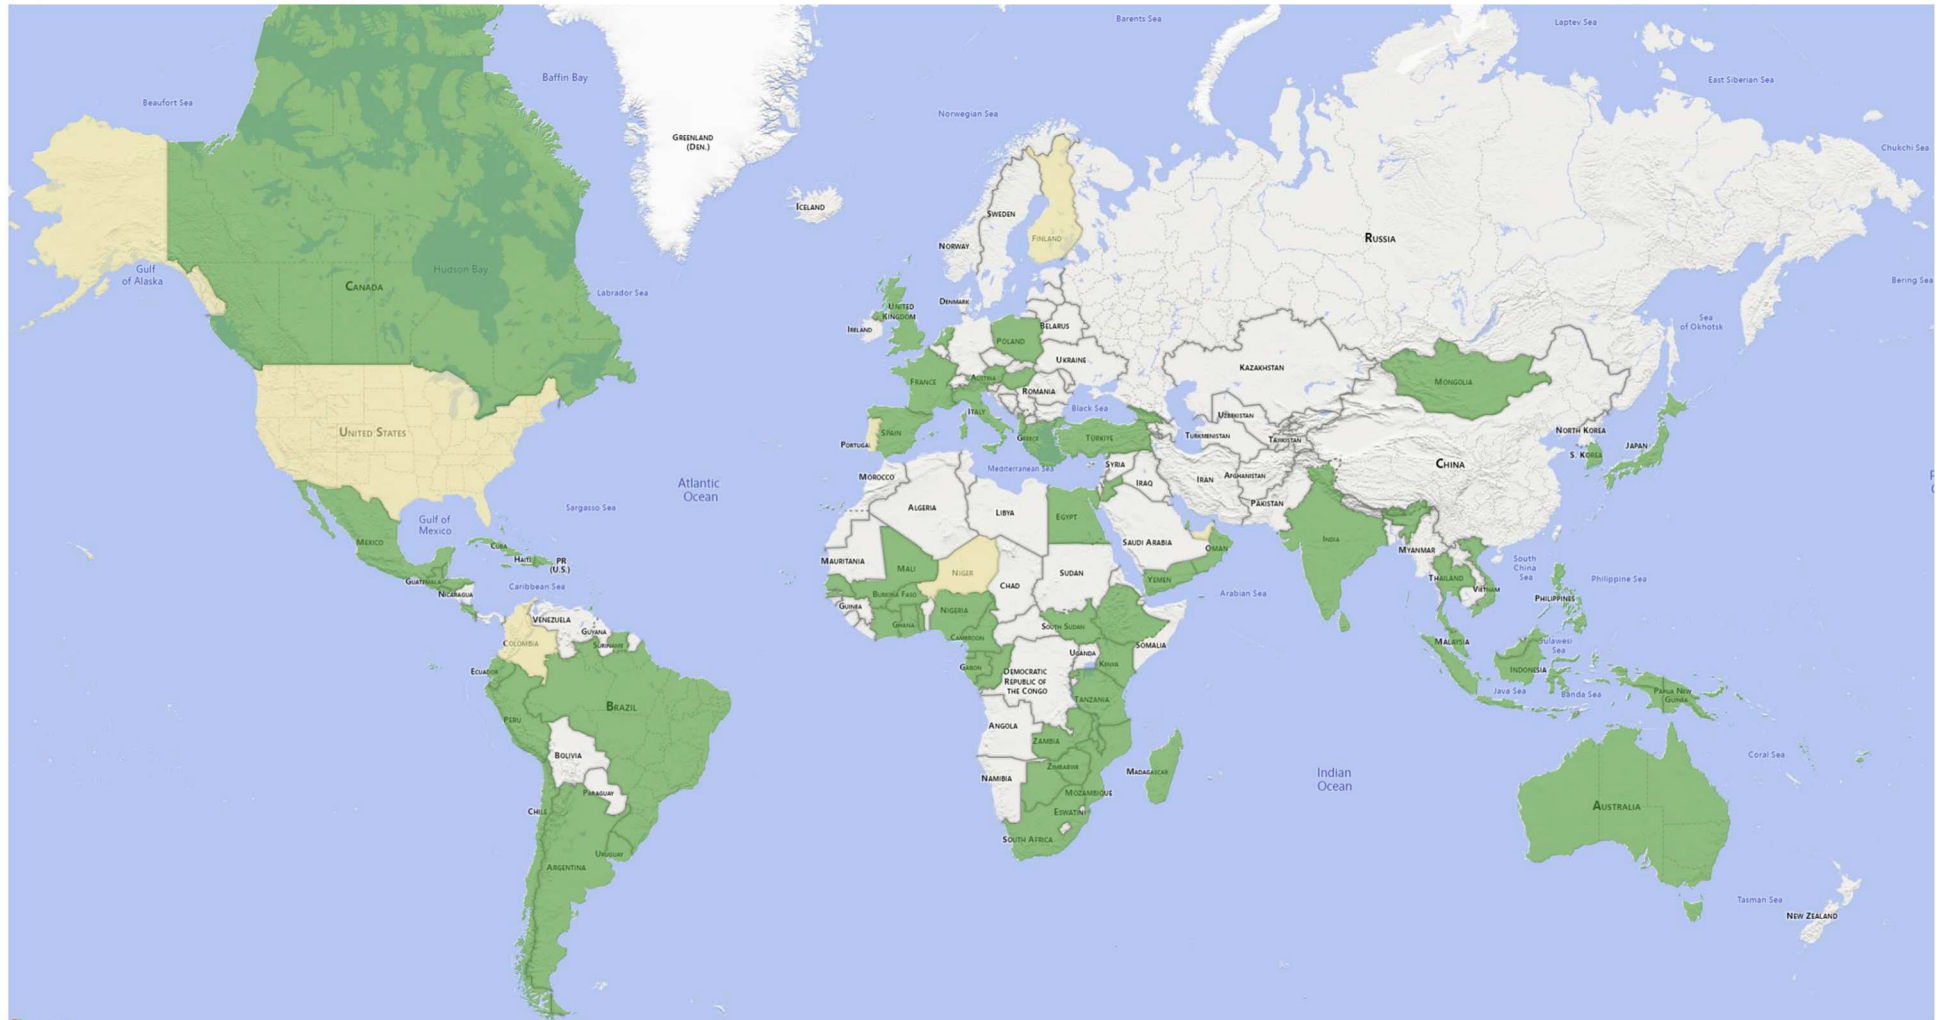 Barents Sea
Laptev Sea
Baffin Bay
East Siberian Sea
Beaufort Sea
Norwegian Sea
GREENLAND
(DEN.)
Chukchi Sea
ICELAND
SWEDEN
FINLAND
NORWAY
RUSSIA
Gulf
of Alaska
Hudson Bay
CANADA
Labrador Sea
Bering Sea
UNITED
KINGDOM
DENMARK
IRELAND
BELARUS
POLAND
Sea
of Okhotsk
UKRAINE
KAZAKHSTAN
FRANCE
AUSTRIA
MONGOLIA
ROMANIA
Black Sea
ITALY
UZBEKISTAN
UNITED STATES
SPAIN
PORTUGA
GREECE
TÜRKIYE
TURKMENISTAN
TAJIKISTAN
NORTH KOREA
JAPAN
S. KOREA
Mediterranean Sea
SYRIA
CHINA
MOROCCO
IRAQ
IRAN
AFGHANISTAN
Atlantic
Ocean
PAKISTAN
ALGERIA
LIBYA
EGYPT
Sargasso Sea
Gulf of
Mexico
MEXICO
CUBA
HAITI
PR
(U.S.)
SAUDI ARABIA
OMAN
INDIA
MYANMAR
MAURITANIA
MALI
NIGER
CHAD
SUDAN
YEMEN
South
China
Sea
Philippine Sea
THAILAND
VIETNAM
PHILIPPINES
GUATEMALA
NICARAGUA
Caribbean Sea
Arabian Sea
BURKINA FASO
GUINEA
NIGERIA
GHANA
CAMEROON
SOUTH SUDAN
VENEZUELA
GUYANA
SURINAME
COLOMBIA
SOMALIA
UGANDA
KENYA
GABON
DEMOCRATIC
REPUBLIC OF
THE CONGO
MALAYSIA
Sulawesi
Sea
INDONESIA
ECUADOR
Java Sea
Banda Sea
PAPUA NEW
GUINEA
BRAZIL
PERU
TANZANIA
ANGOLA
ZAMBIA
BOLIVIA
Coral Sea
NAMIBIA
ZIMBABWE
MADAGASCAR
Indian
Ocean
PARAGUAY
MOZAMBIQUE
CHILE
ESWATINI
AUSTRALIA
SOUTH AFRICA
URUGUAY
ARGENTINA
Tasman Sea
NEW ZEALAND